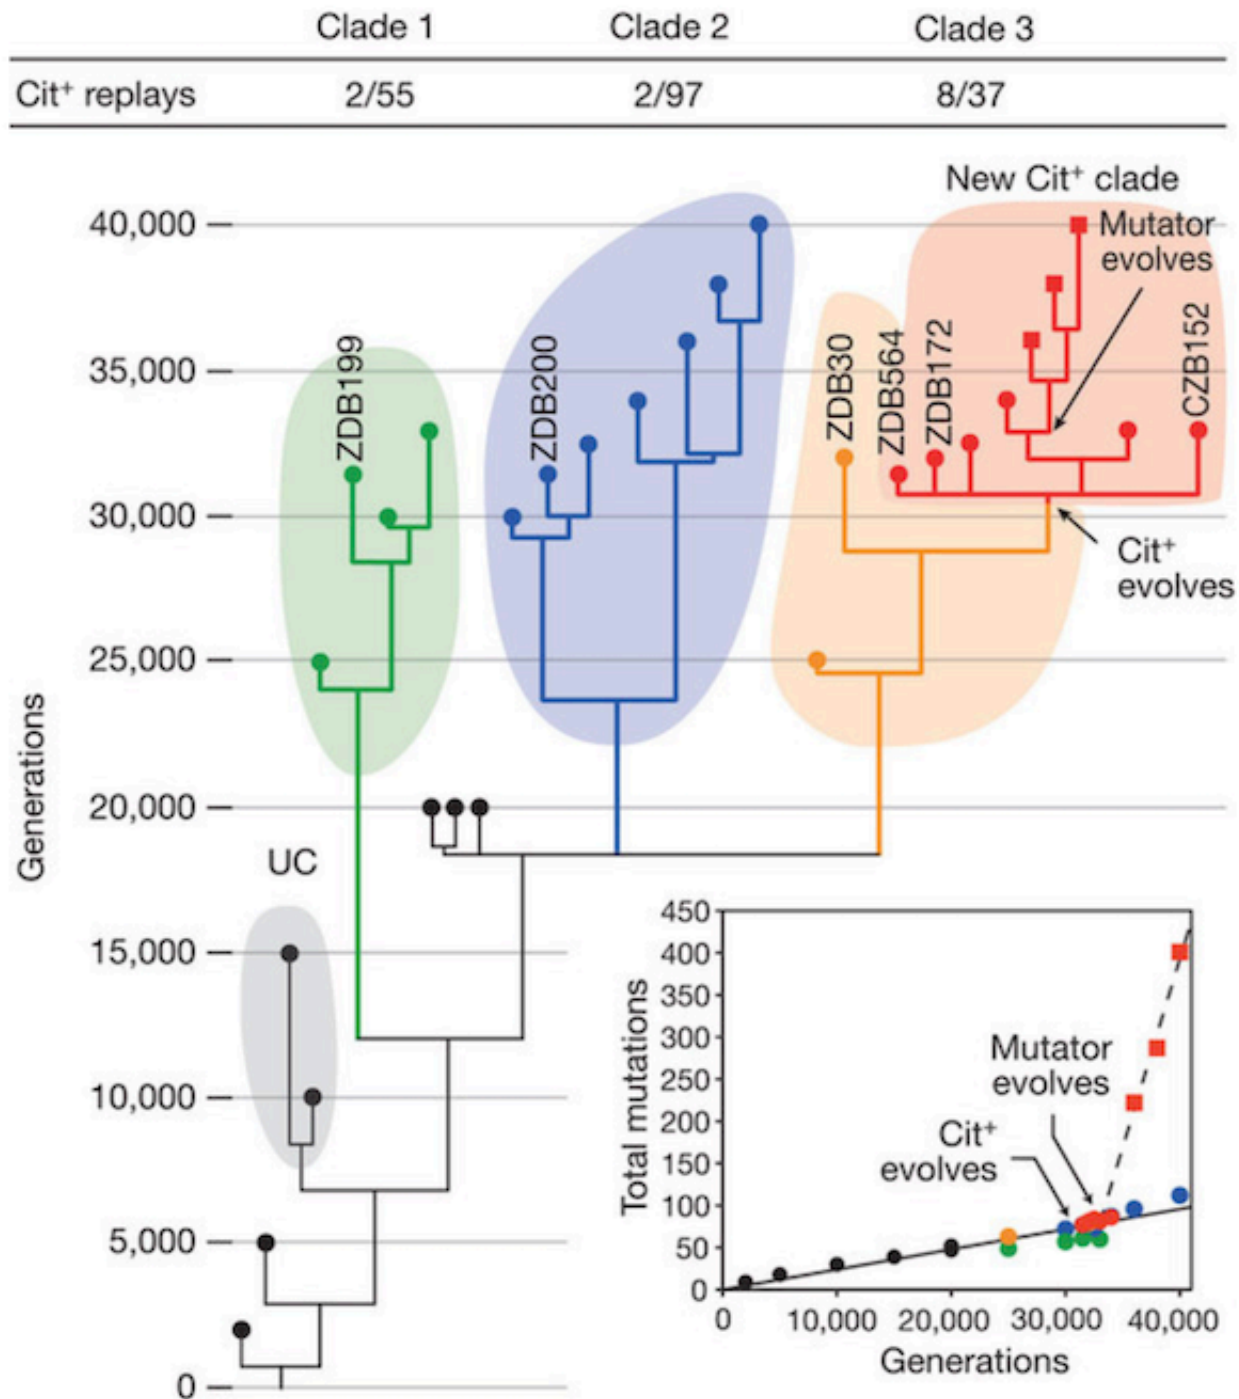 Clade 1 Clade 2 Clade 3
Cit⁺ replays 2/55 2/97 8/37
New Cit⁺ clade
40,000
Mutator
evolves
35,000
ZDB199
ZDB200
ZDB30
ZDB564
ZDB172
CZB152
30,000
Cit⁺
evolves
25,000
Generations
20,000
UC
15,000
10,000
5,000
0
450
400
350
300
250
200
150
100
50
0
Total mutations
Mutator
evolves
Cit⁺
evolves
0 10,000 20,000 30,000 40,000
Generations